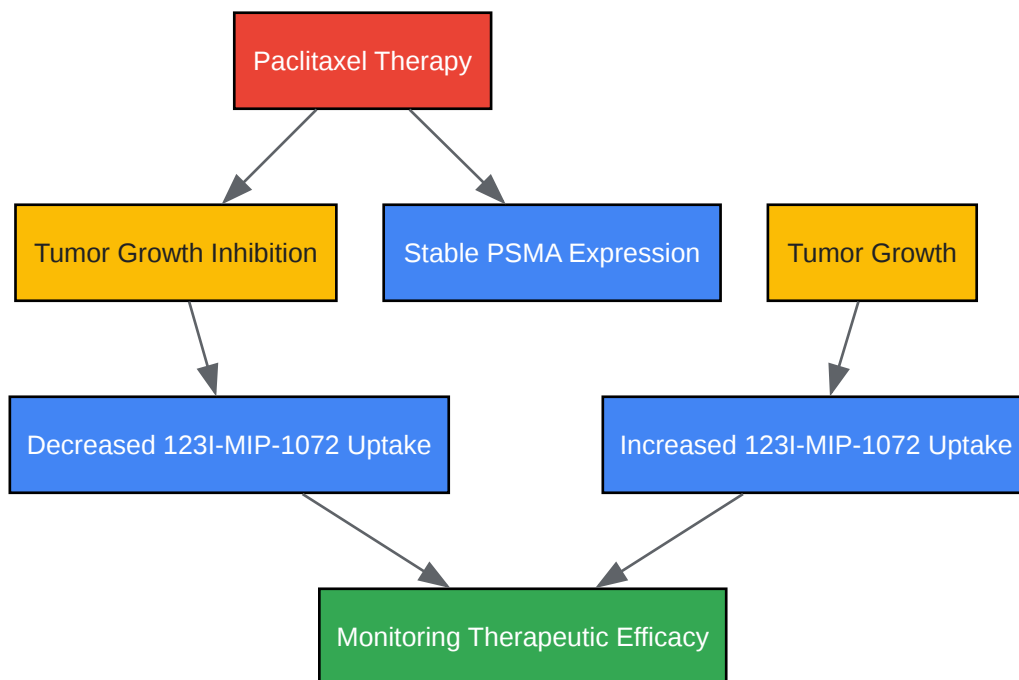 Paclitaxel Therapy
Tumor Growth Inhibition
Stable PSMA Expression
Tumor Growth
Decreased 123I-MIP-1072 Uptake
Increased 123I-MIP-1072 Uptake
Monitoring Therapeutic Efficacy